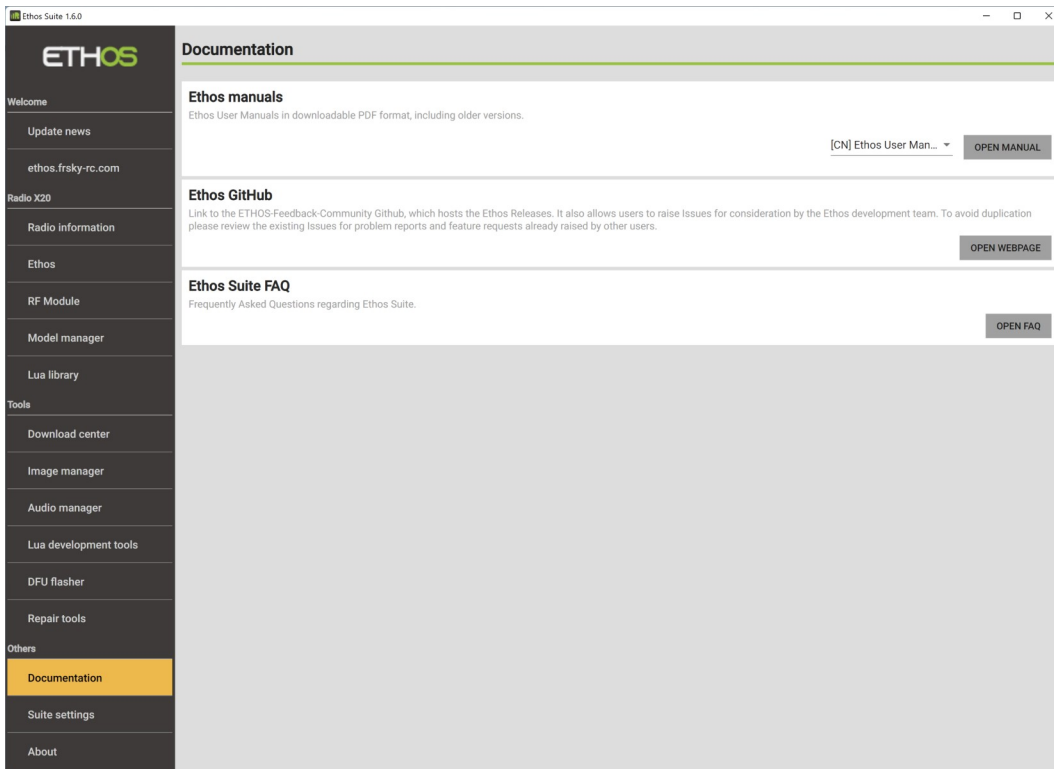 Ethos Suite 1.6.0
ETHOS
Welcome
Update news
ethos.frsky-rc.com
Radio X20
Radio information
Ethos
RF Module
Model manager
Lua library
Tools
Download center
Image manager
Audio manager
Lua development tools
DFU flasher
Repair tools
Others
Documentation
Suite settings
About
Documentation
Ethos manuals
Ethos User Manuals in downloadable PDF format, including older versions.
[CN] Ethos User Man...
OPEN MANUAL
Ethos GitHub
Link to the ETHOS-Feedback-Community Github, which hosts the Ethos Releases. It also allows users to raise Issues for consideration by the Ethos development team. To avoid duplication
please review the existing Issues for problem reports and feature requests already raised by other users.
OPEN WEBPAGE
Ethos Suite FAQ
Frequently Asked Questions regarding Ethos Suite.
OPEN FAQ